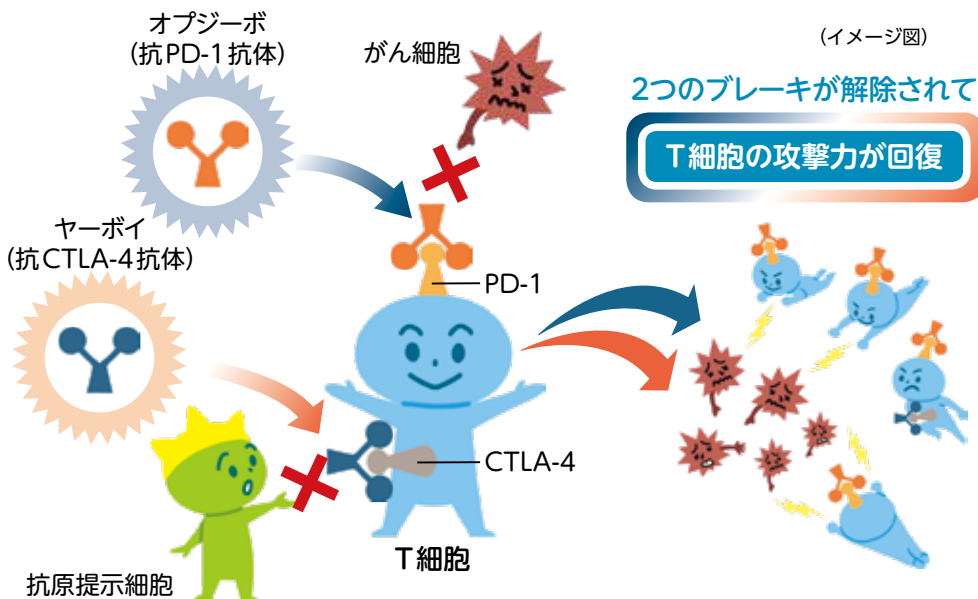 オプジーボ
(抗PD-1抗体)
がん細胞
(イメージ図)
2つのブレーキが解除されて
T細胞の攻撃力が回復
ヤーボイ
(抗CTLA-4抗体)
PD-1
CTLA-4
T細胞
抗原提示細胞